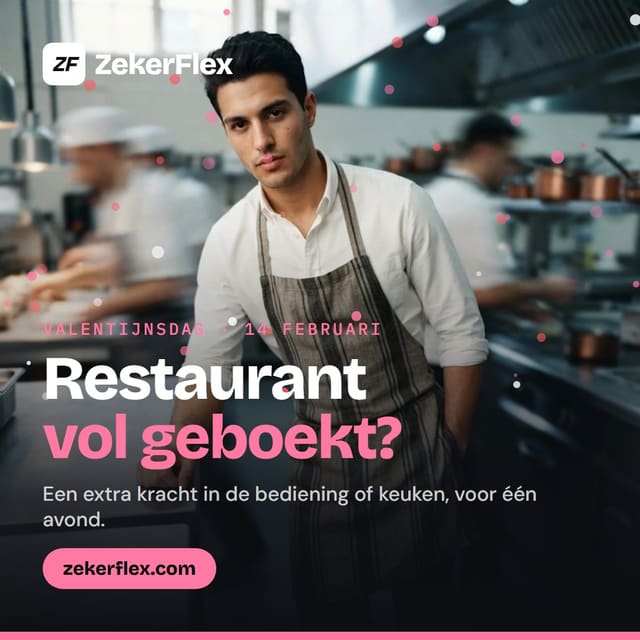 ZF ZekerFlex
VALENTIJNSDAG · 14 FEBRUARI
Restaurant
vol geboekt?
Een extra kracht in de bediening of keuken, voor één
avond.
zekerflex.com